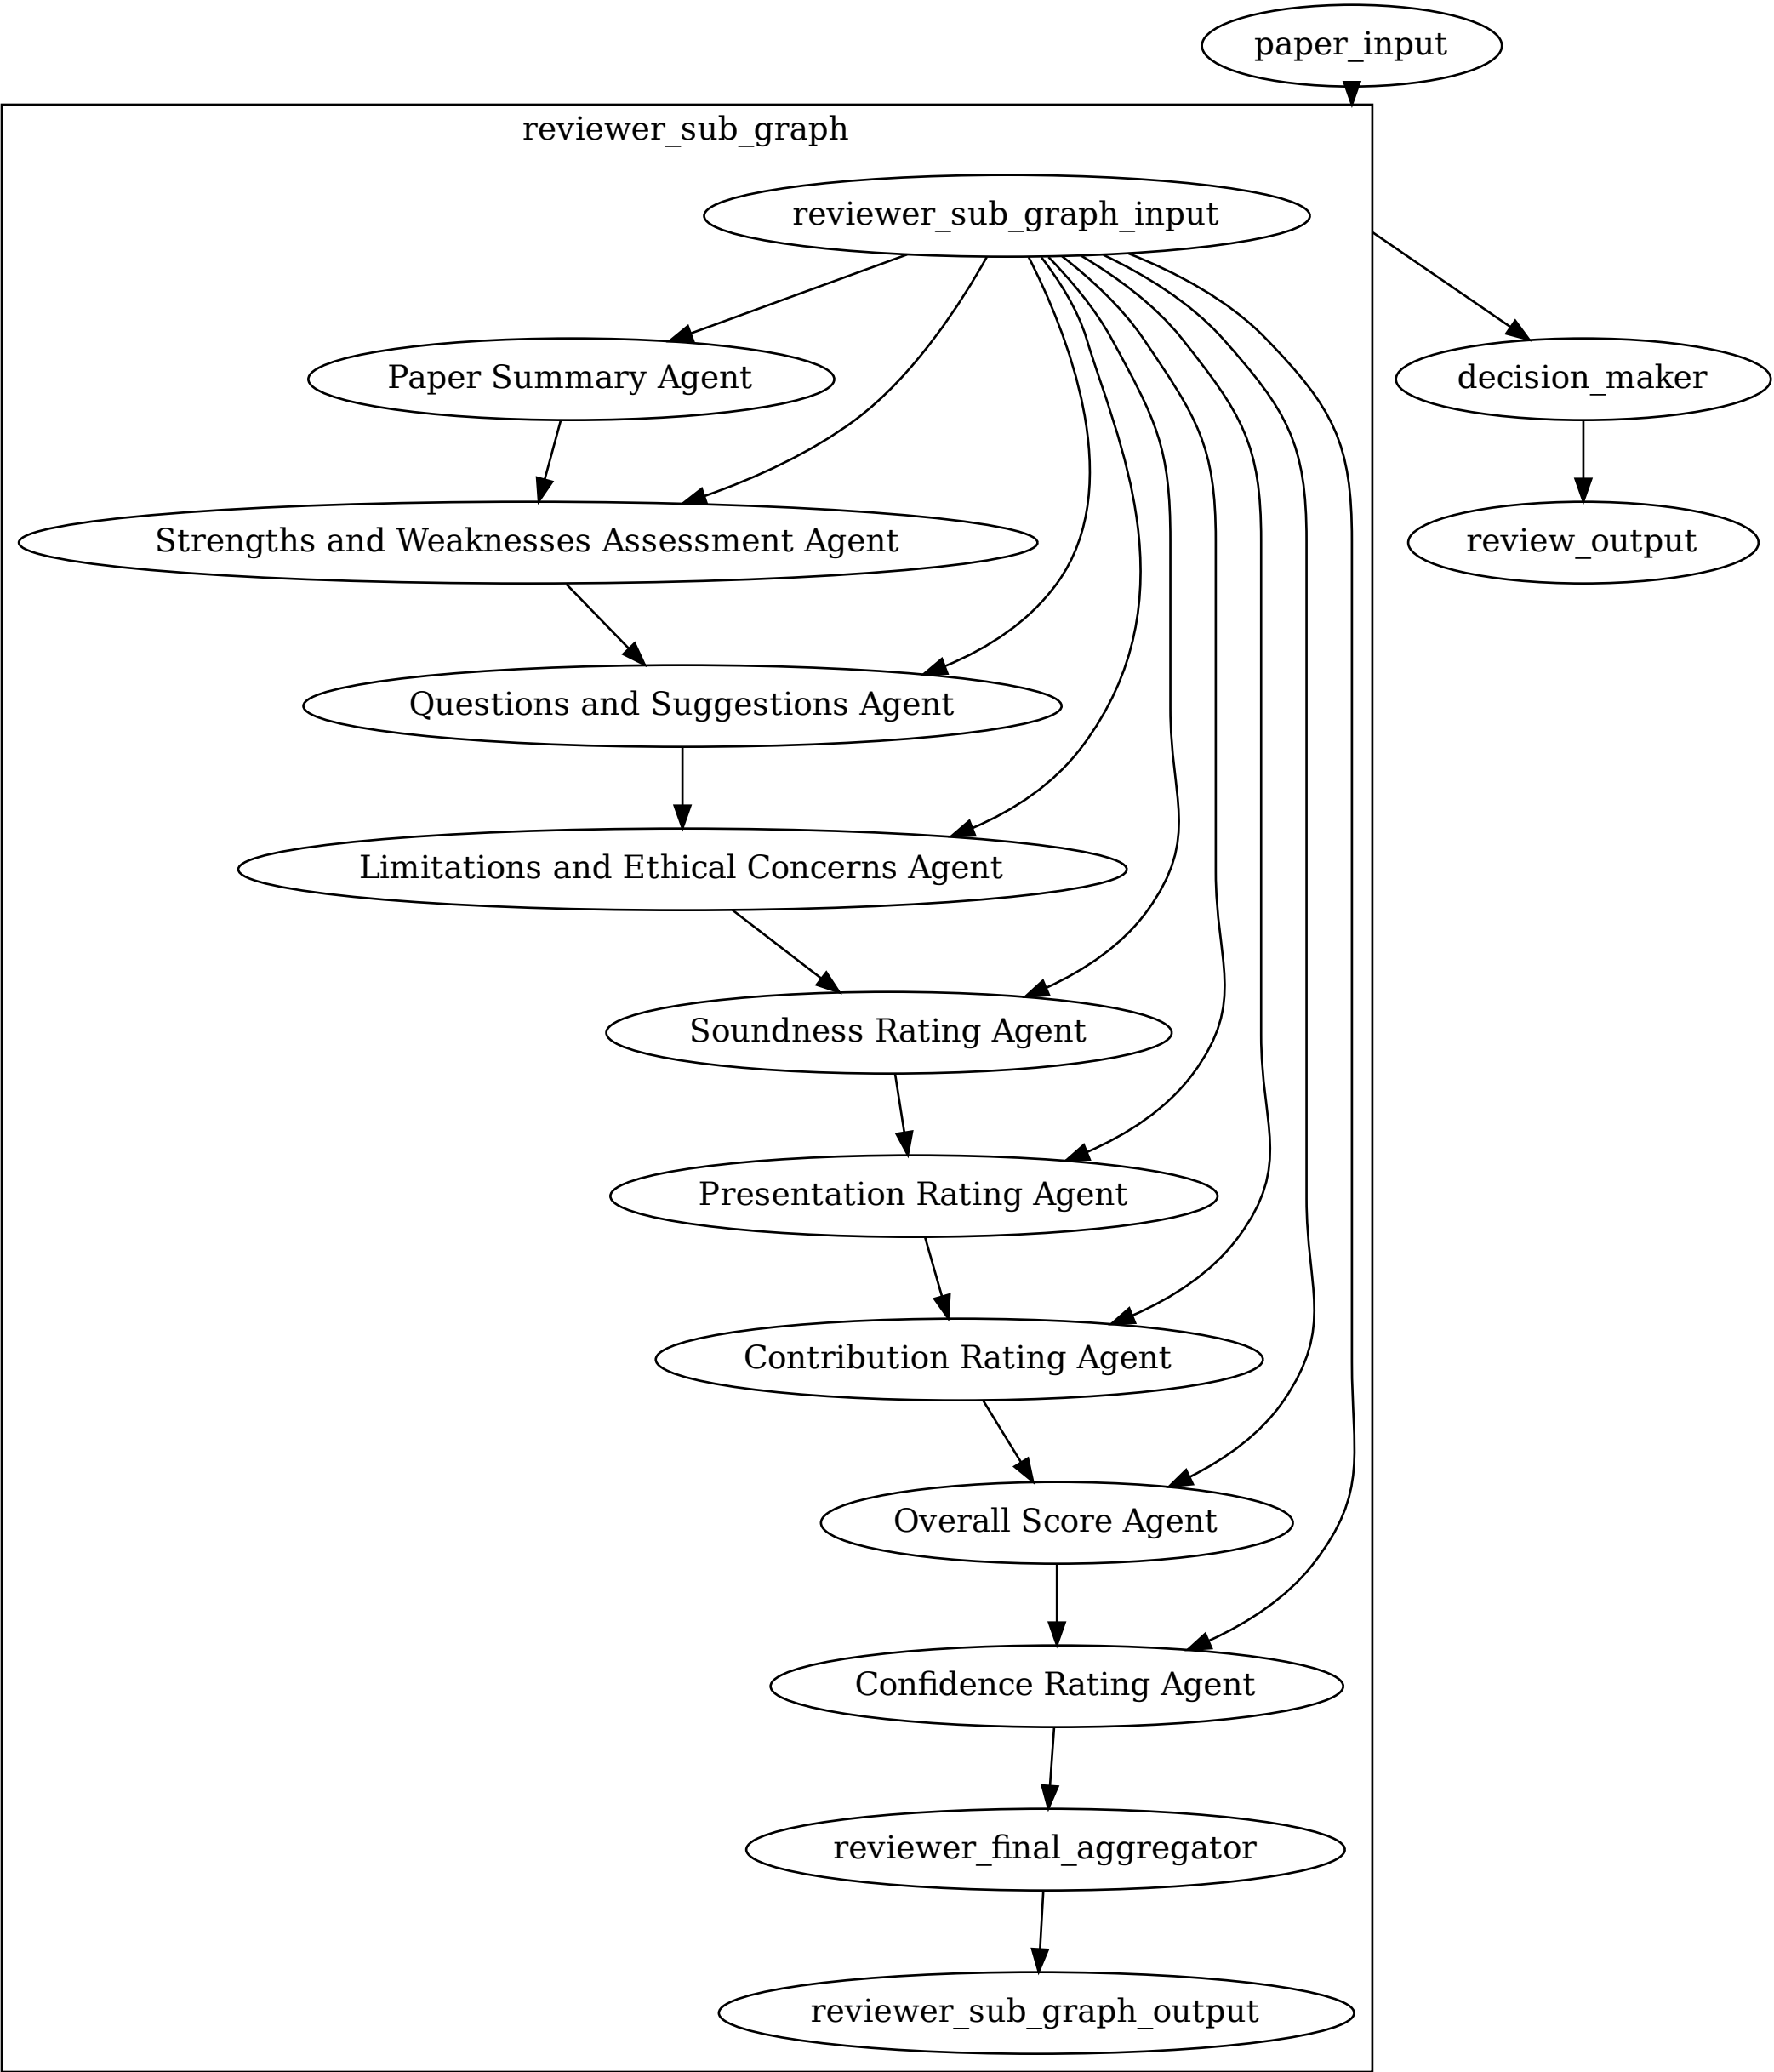 paper_input
reviewer_sub_graph
reviewer_sub_graph_input
Paper Summary Agent
decision_maker
Strengths and Weaknesses Assessment Agent
review_output
Questions and Suggestions Agent
Limitations and Ethical Concerns Agent
Soundness Rating Agent
Presentation Rating Agent
Contribution Rating Agent
Overall Score Agent
Confidence Rating Agent
reviewer_final_aggregator
reviewer_sub_graph_output